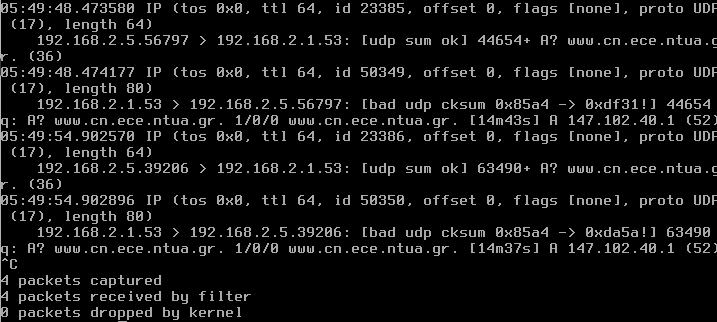 05:49:48.473580 IP (tos 0x0, ttl 64, id 23385, offset 0, flags [none], proto UDP
(17), length 64)
192.168.2.5.56797 > 192.168.2.1.53: [udp sum ok] 44654+ A? www.cn.ece.ntua.g
r. (36)
05:49:48.474177 IP (tos 0x0, ttl 64, id 50349, offset 0, flags [none], proto UDP
(17), length 80)
192.168.2.1.53 > 192.168.2.5.56797: [bad udp cksum 0x85a4 -> 0xdf31!] 44654
q: A? www.cn.ece.ntua.gr. 1/0/0 www.cn.ece.ntua.gr. [14m43s] A 147.102.40.1 (52)
05:49:54.902570 IP (tos 0x0, ttl 64, id 23386, offset 0, flags [none], proto UDP
(17), length 64)
192.168.2.5.39206 > 192.168.2.1.53: [udp sum ok] 63490+ A? www.cn.ece.ntua.g
r. (36)
05:49:54.902896 IP (tos 0x0, ttl 64, id 50350, offset 0, flags [none], proto UDP
(17), length 80)
192.168.2.1.53 > 192.168.2.5.39206: [bad udp cksum 0x85a4 -> 0xda5a!] 63490
q: A? www.cn.ece.ntua.gr. 1/0/0 www.cn.ece.ntua.gr. [14m37s] A 147.102.40.1 (52)
^C
4 packets captured
4 packets received by filter
0 packets dropped by kernel